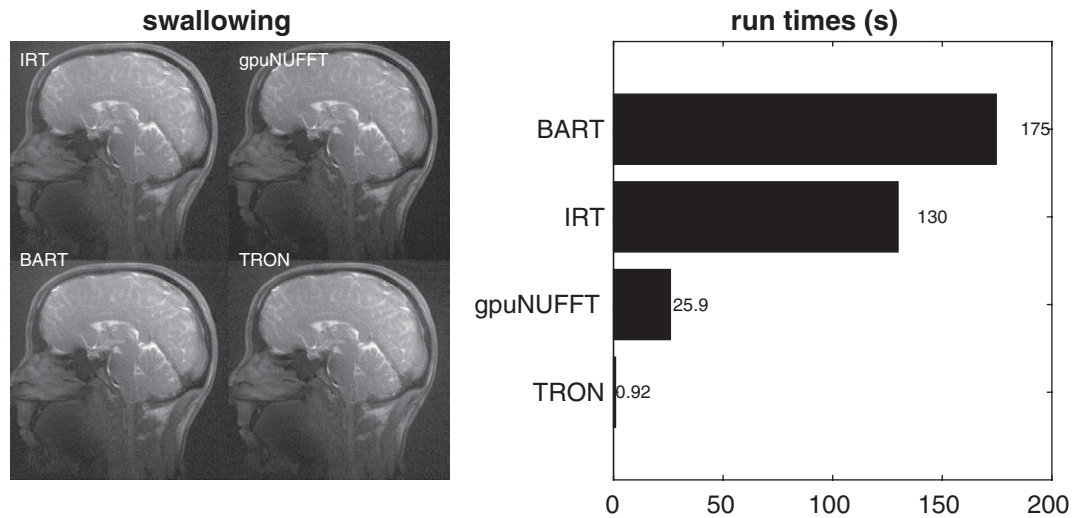 swallowing
IRT
gpuNUFFT
BART
TRON
run times (s)
BART
175
IRT
130
gpuNUFFT
25.9
TRON
0.92
0
50
100
150
200